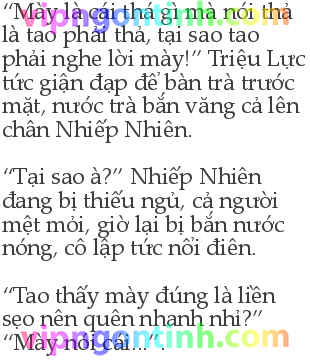 “Mày là cái thá gì mà nói thả
là tao phải thả, tại sao tao
phải nghe lời mày!” Triệu Lực
tức giận đạp đế bàn trà trước
mặt, nước trà bắn văng cả lên
chân Nhiếp Nhiên.
“Tại sao à?” Nhiếp Nhiên
đang bị thiếu ngủ, cả người
mệt mỏi, giờ lại bị bắn nước
nóng, cô lập tức nổi điên.
“Tao thấy mày đúng là liền
sẹo nên quên nhanh nhỉ?”
“Mày nói cái...”.
vipngontinh.com
vipngontinh.com